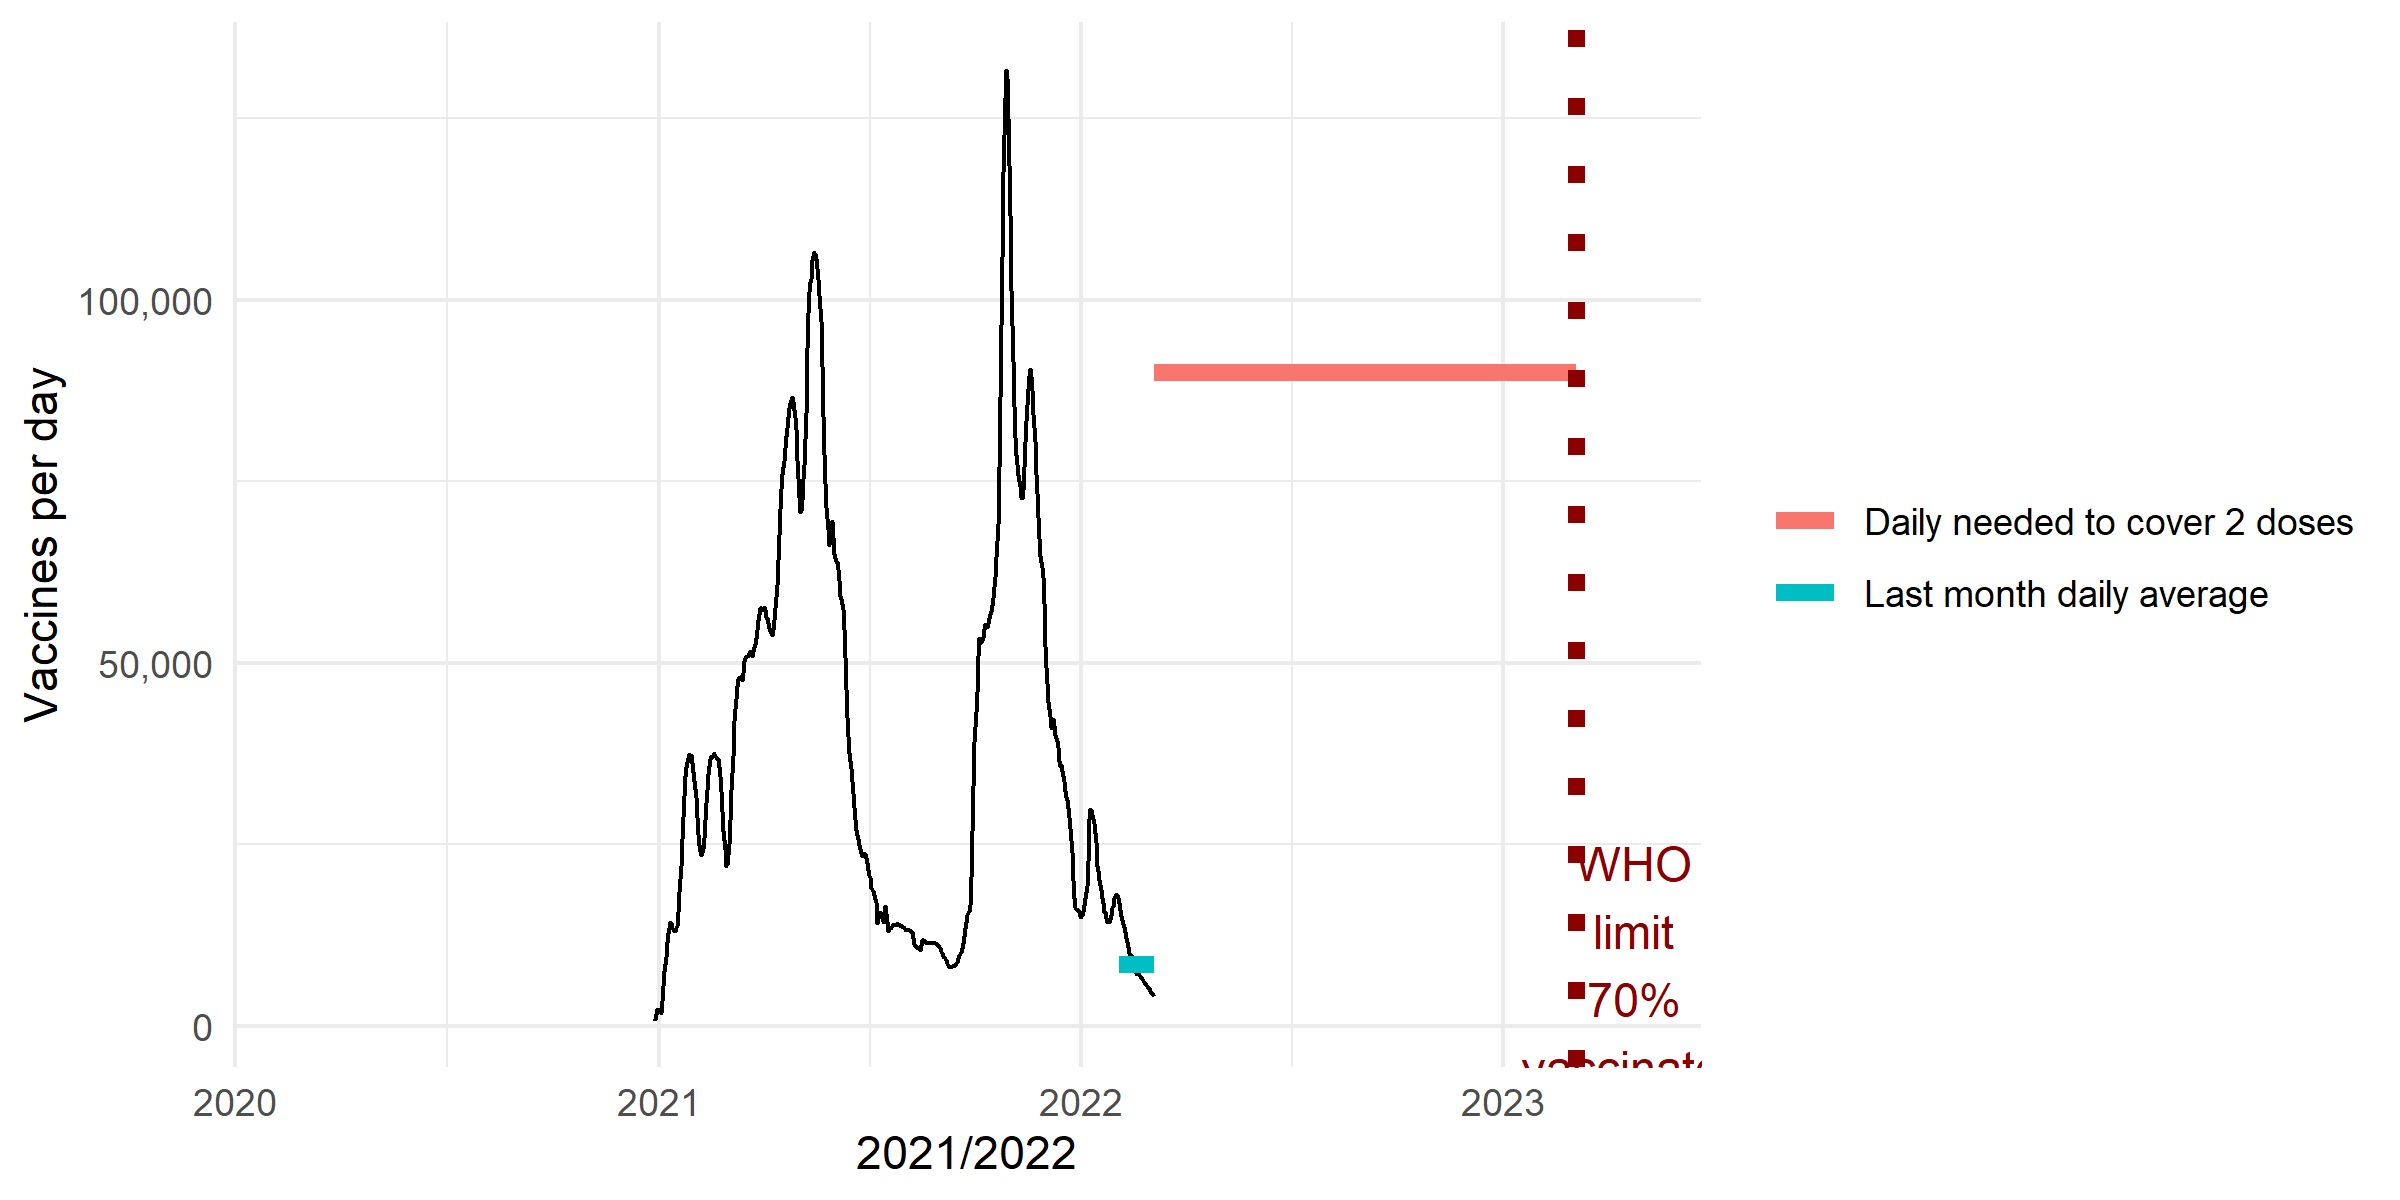 100,000
50,000
0
Vaccines per day
2020
2021
2022
2023
2021/2022
WHO
limit
70%
Daily needed to cover 2 doses
Last month daily average